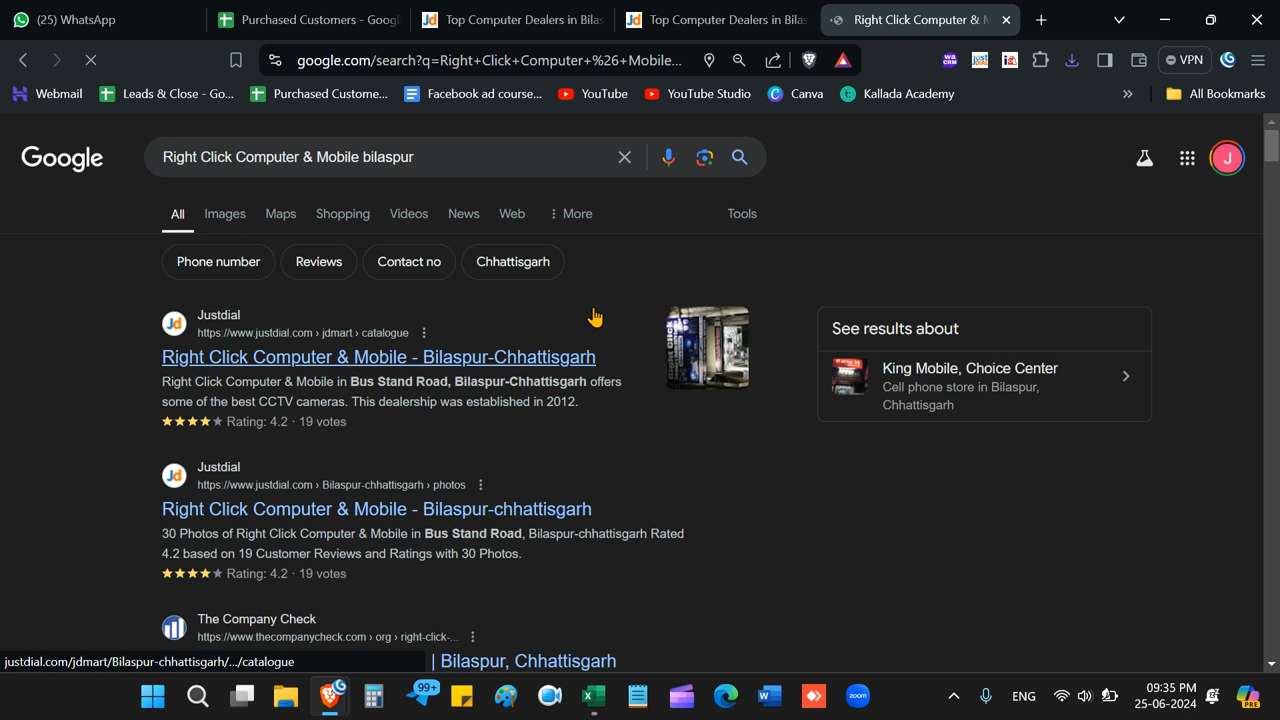 (25) WhatsApp
Purchased Customers - Googl
Top Computer Dealers in Bilas
Top Computer Dealers in Bilas
Right Click Computer & M
google.com/search?q=Right+Click+Computer+%26+Mobile...
VPN
Webmail
Leads & Close - Go...
Purchased Custome...
Facebook ad course...
YouTube
YouTube Studio
Canva
Kallada Academy
»
All Bookmarks
Google
Right Click Computer & Mobile bilaspur
J
All
Images
Maps
Shopping
Videos
News
Web
More
Tools
Phone number
Reviews
Contact no
Chhattisgarh
Jd
Justdial
https://www.justdial.com › jdmart › catalogue
Right Click Computer & Mobile - Bilaspur-Chhattisgarh
Right Click Computer & Mobile in Bus Stand Road, Bilaspur-Chhattisgarh offers
some of the best CCTV cameras. This dealership was established in 2012.
Rating: 4.2 · 19 votes
See results about
King Mobile, Choice Center
Cell phone store in Bilaspur,
Chhattisgarh
Jd
Justdial
https://www.justdial.com › Bilaspur-chhattisgarh › photos
Right Click Computer & Mobile - Bilaspur-chhattisgarh
30 Photos of Right Click Computer & Mobile in Bus Stand Road, Bilaspur-chhattisgarh Rated
4.2 based on 19 Customer Reviews and Ratings with 30 Photos.
Rating: 4.2 · 19 votes
The Company Check
https://www.thecompanycheck.com › org › right-click-...
| Bilaspur, Chhattisgarh
justdial.com/jdmart/Bilaspur-chhattisgarh/.../catalogue
99+
zoom
ENG
09:35 PM
25-06-2024
PRE